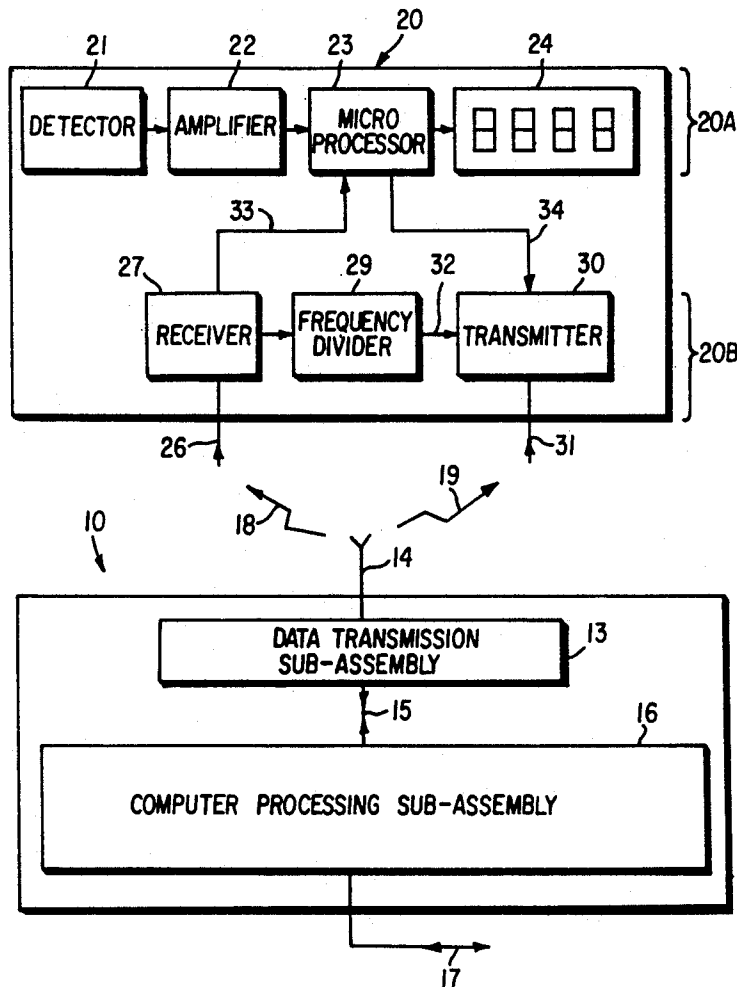 20
21
22
23
24
DETECTOR
AMPLIFIER
MICRO
PROCESSOR
20A
33
34
27
29
32
30
RECEIVER
FREQUENCY
DIVIDER
TRANSMITTER
20B
26
31
18
19
10
14
DATA TRANSMISSION
SUB-ASSEMBLY
13
15
16
COMPUTER PROCESSING SUB-ASSEMBLY
17